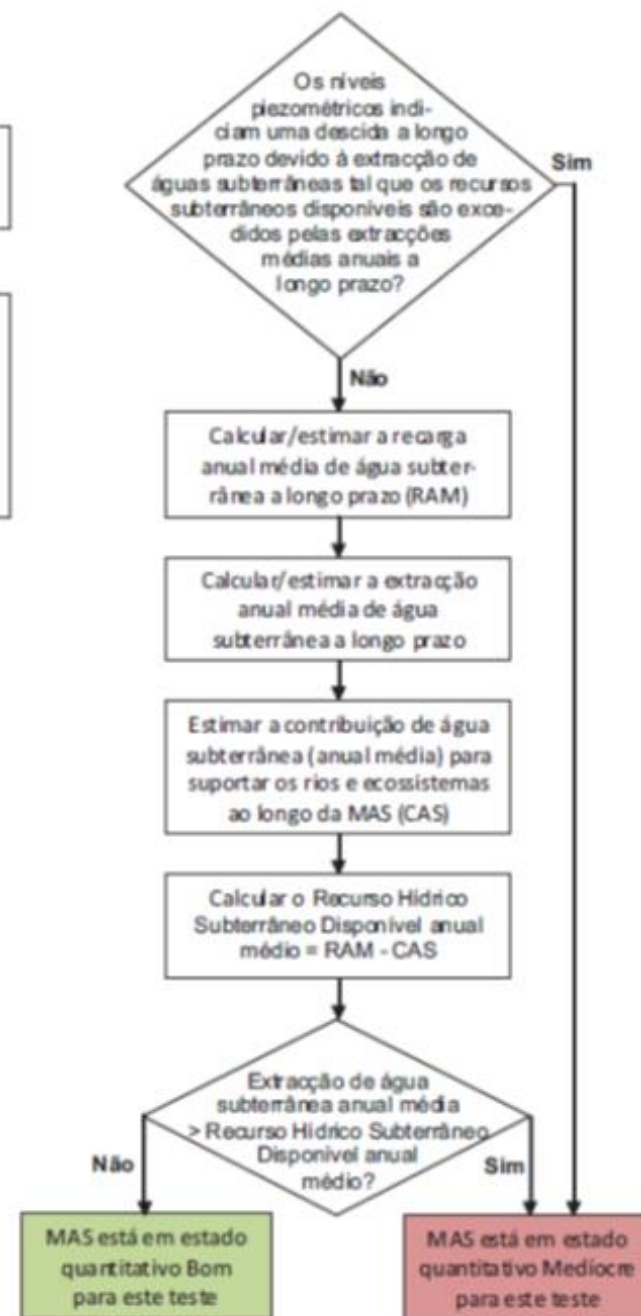 Os níveis
piezométricos indi-
ciam uma descida a longo
prazo devido à extracção de
águas subterrâneas tal que os recursos
subterrâneos disponíveis são exce-
didos pelas extracções
médias anuais a
longo prazo?
Sim
Não
Calcular/estimar a recarga
anual média de água subter-
rânea a longo prazo (RAM)
Calcular/estimar a extracção
anual média de água
subterrânea a longo prazo
Estimar a contribuição de água
subterrânea (anual média) para
suportar os rios e ecossistemas
ao longo da MAS (CAS)
Calcular o Recurso Hídrico
Subterrâneo Disponível anual
médio = RAM - CAS
Extracção de água
subterrânea anual média
> Recurso Hídrico Subterrâneo
Disponível anual
médio?
Não
Sim
MAS está em estado
quantitativo Bom
para este teste
MAS está em estado
quantitativo Medíocre
para este teste